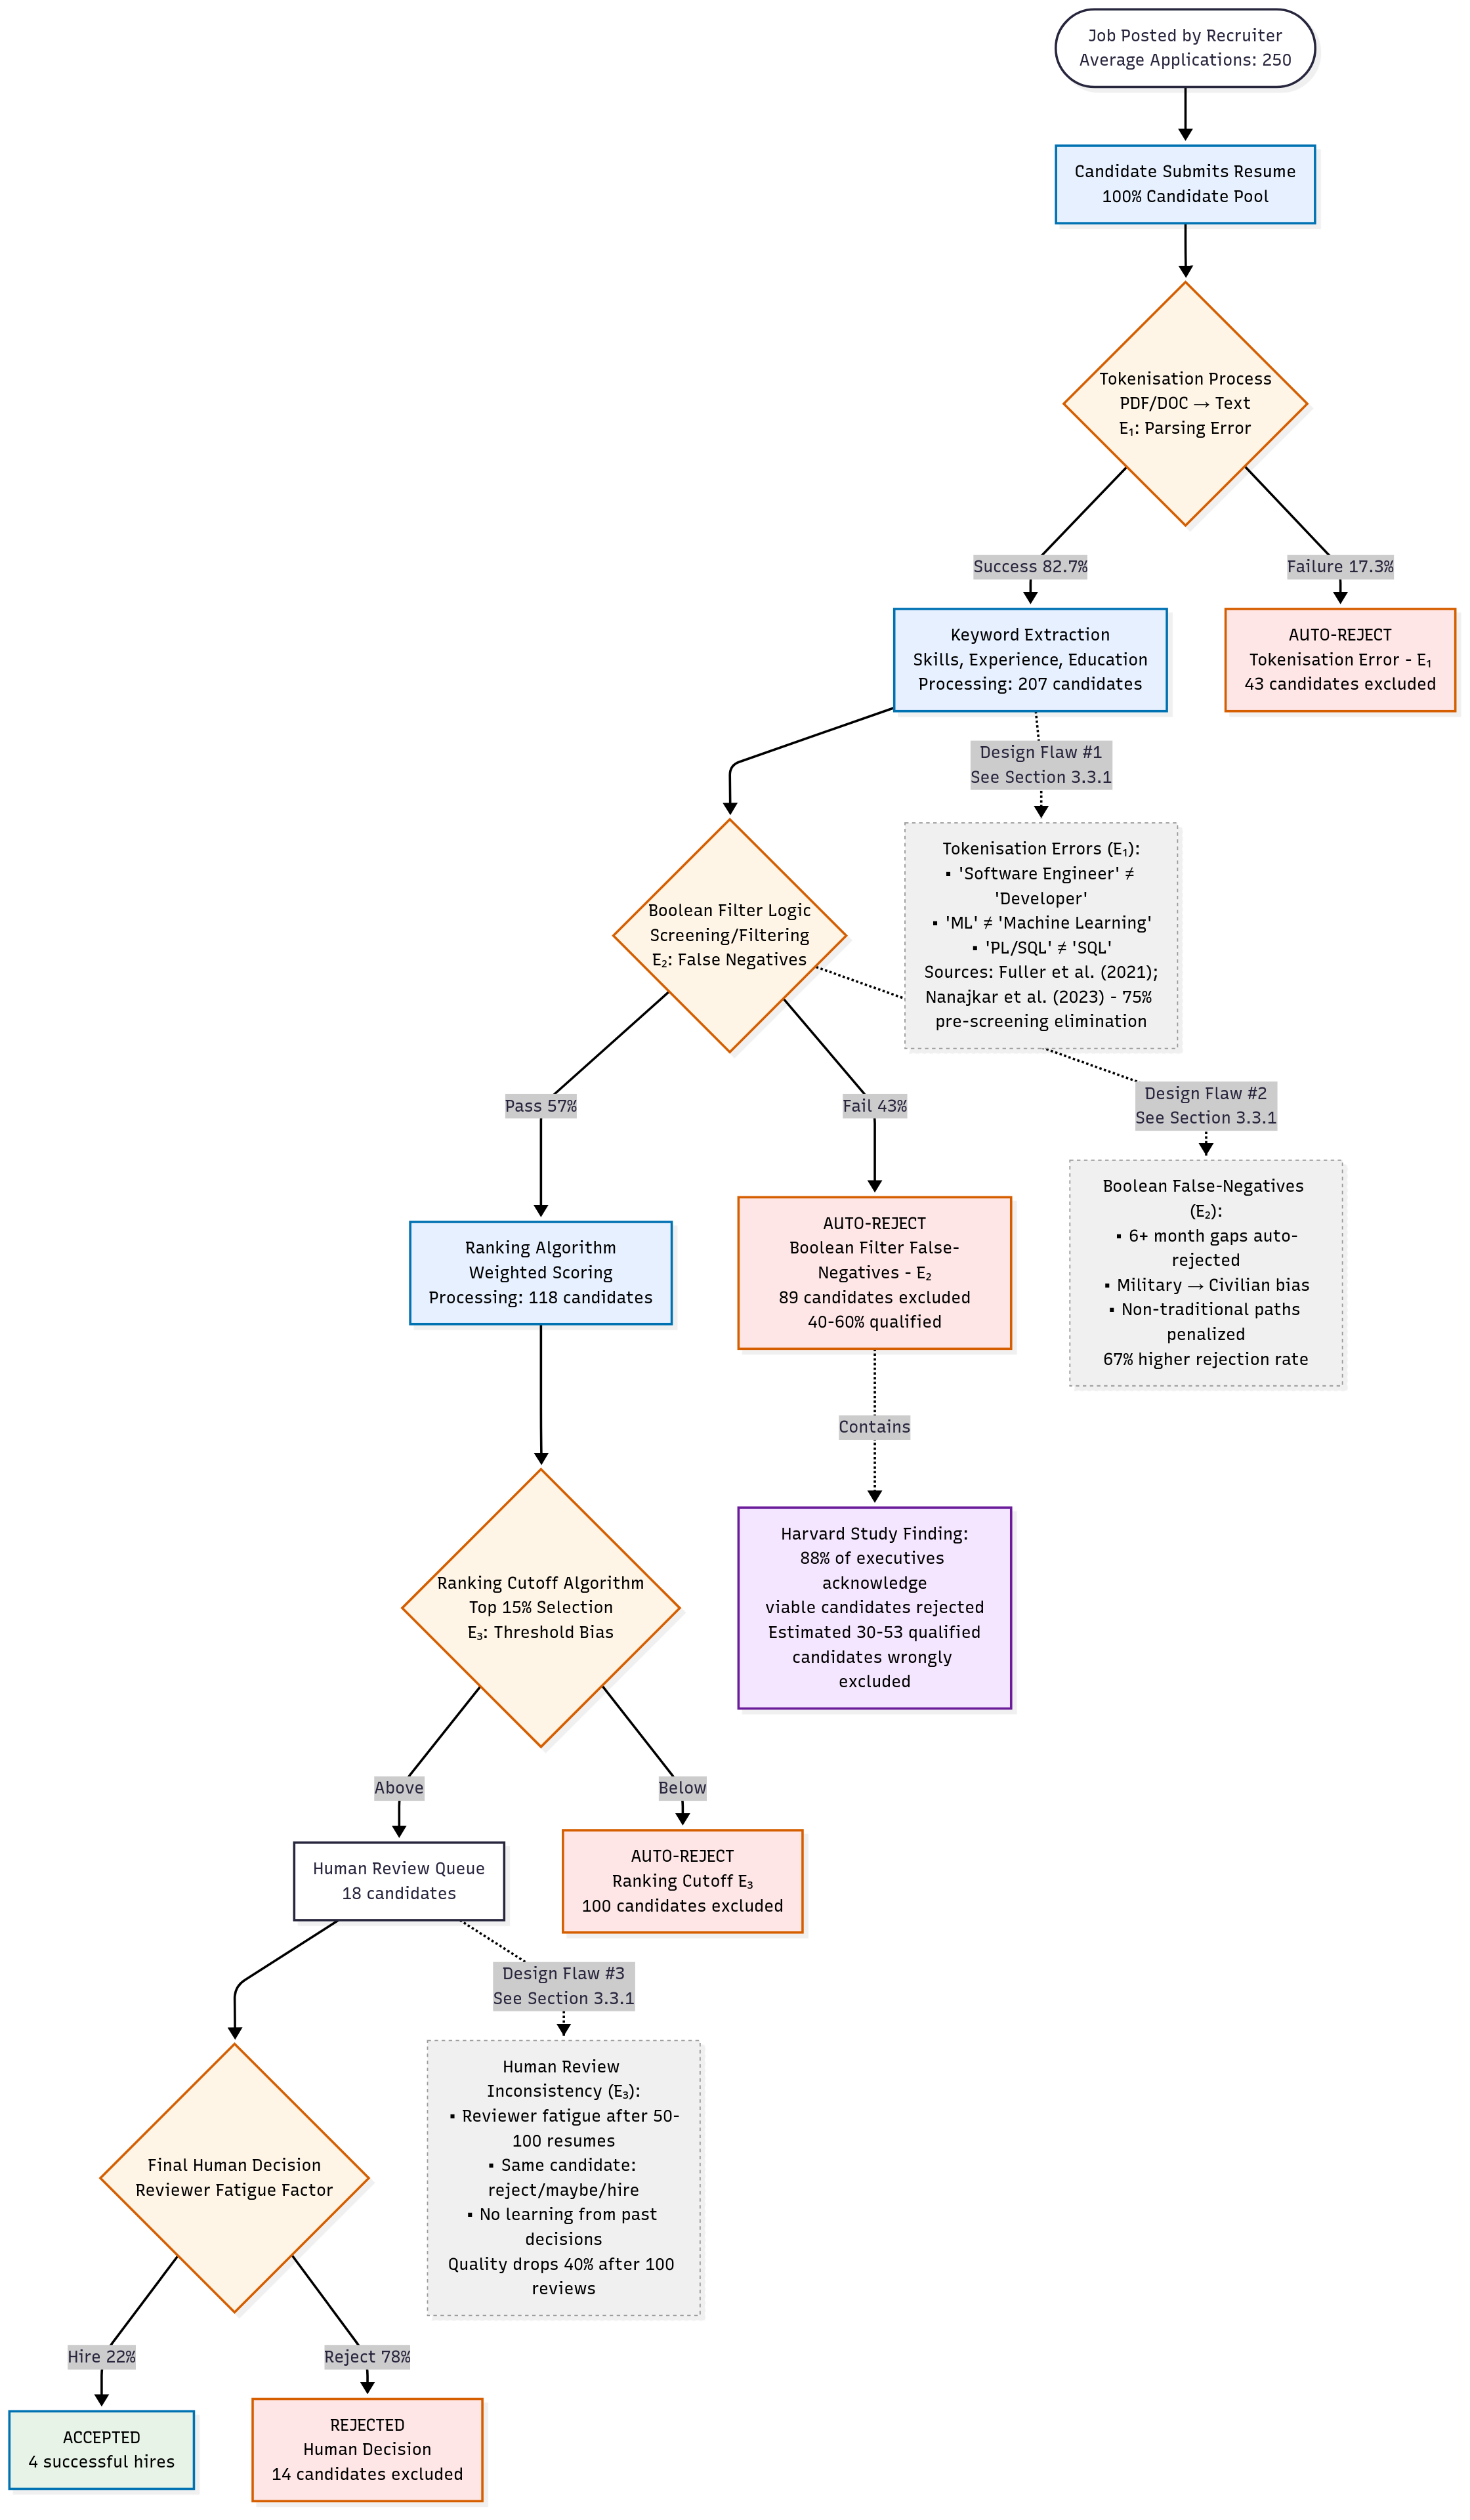 Job Posted by Recruiter
Average Applications: 250
Candidate Submits Resume
100% Candidate Pool
Tokenisation Process
PDF/DOC → Text
E₁: Parsing Error
Success 82.7%
Failure 17.3%
Keyword Extraction
Skills, Experience, Education
Processing: 207 candidates
AUTO-REJECT
Tokenisation Error - E₁
43 candidates excluded
Design Flaw #1
See Section 3.3.1
Boolean Filter Logic
Screening/Filtering
E₂: False Negatives
Tokenisation Errors (E₁):
▪ 'Software Engineer' ≠
'Developer'
▪ 'ML' ≠ 'Machine Learning'
▪ 'PL/SQL' ≠ 'SQL'
Sources: Fuller et al. (2021);
Nanajkar et al. (2023) - 75%
pre-screening elimination
Pass 57%
Fail 43%
Design Flaw #2
See Section 3.3.1
Ranking Algorithm
Weighted Scoring
Processing: 118 candidates
AUTO-REJECT
Boolean Filter False-
Negatives - E₂
89 candidates excluded
40-60% qualified
Boolean False-Negatives
(E₂):
▪ 6+ month gaps auto-
rejected
▪ Military → Civilian bias
▪ Non-traditional paths
penalized
67% higher rejection rate
Contains
Ranking Cutoff Algorithm
Top 15% Selection
E₃: Threshold Bias
Harvard Study Finding:
88% of executives
acknowledge
viable candidates rejected
Estimated 30-53 qualified
candidates wrongly
excluded
Above
Below
Human Review Queue
18 candidates
AUTO-REJECT
Ranking Cutoff E₃
100 candidates excluded
Design Flaw #3
See Section 3.3.1
Final Human Decision
Reviewer Fatigue Factor
Human Review
Inconsistency (E₃):
▪ Reviewer fatigue after 50-
100 resumes
▪ Same candidate:
reject/maybe/hire
▪ No learning from past
decisions
Quality drops 40% after 100
reviews
Hire 22%
Reject 78%
ACCEPTED
4 successful hires
REJECTED
Human Decision
14 candidates excluded